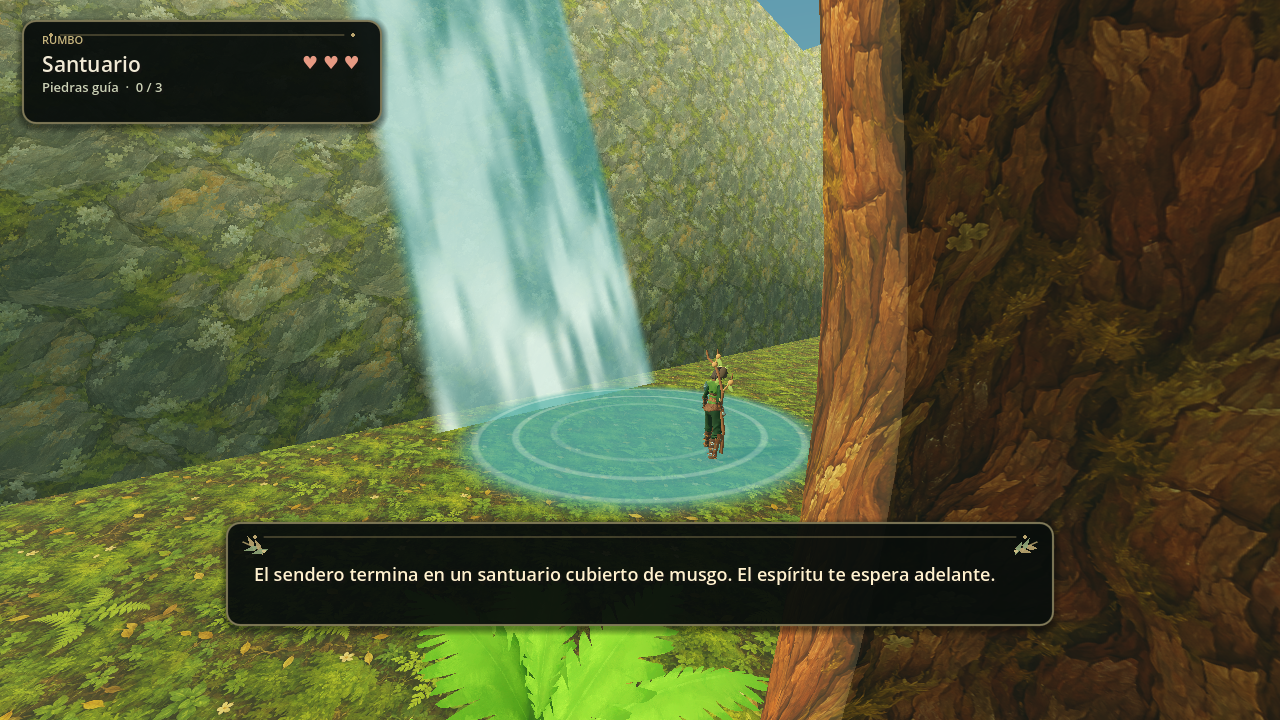 RUMBO
Santuario
Piedras guía · 0 / 3
El sendero termina en un santuario cubierto de musgo. El espíritu te espera adelante.